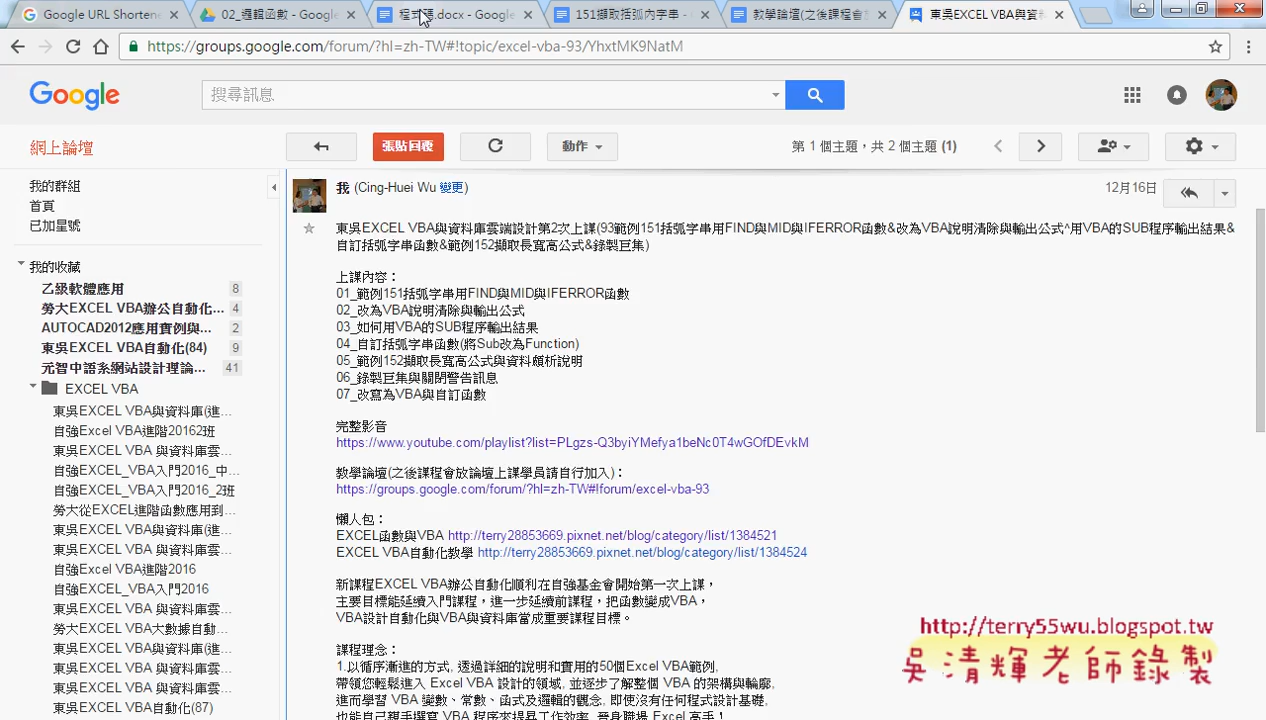 Google URL Shortene
02_邏輯函數 - Google
程式碼.docx - Google
151擷取括弧內字串 -
教學論壇(之後課程會
東吳EXCEL VBA與資料
https://groups.google.com/forum/?hl=zh-TW#!topic/excel-vba-93/YhxtMK9NatM
Google
搜尋訊息
網上論壇
張貼回覆
動作
第 1 個主題，共 2 個主題 (1)
我的群組
首頁
已加星號
我的收藏
乙級軟體應用 8
勞大EXCEL VBA辦公自動化... 4
AUTOCAD2012應用實例與... 2
東吳EXCEL VBA自動化(84) 9
元智中語系網站設計理論... 41
EXCEL VBA
東吳EXCEL VBA與資料庫(進...
自強Excel VBA進階20162班
東吳EXCEL VBA 與資料庫雲...
自強EXCEL_VBA入門2016_中...
自強EXCEL_VBA入門2016_2班
勞大從EXCEL進階函數應用到...
東吳EXCEL VBA與資料庫(進...
東吳EXCEL VBA 與資料庫雲...
自強Excel VBA進階2016
自強EXCEL_VBA入門2016
東吳EXCEL VBA 與資料庫雲...
勞大EXCEL VBA大數據自動...
東吳EXCEL VBA與資料庫(進...
東吳EXCEL VBA 與資料庫雲...
東吳EXCEL VBA與資料庫雲...
東吳EXCEL VBA自動化(87)
我 (Cing-Huei Wu 變更)
12月16日
東吳EXCEL VBA與資料庫雲端設計第2次上課(93範例151括弧字串用FIND與MID與IFERROR函數&改為VBA說明清除與輸出公式^用VBA的SUB程序輸出結果&
自訂括弧字串函數&範例152擷取長寬高公式&錄製巨集)
上課內容：
01_範例151括弧字串用FIND與MID與IFERROR函數
02_改為VBA說明清除與輸出公式
03_如何用VBA的SUB程序輸出結果
04_自訂括弧字串函數(將Sub改為Function)
05_範例152擷取長寬高公式與資料頗析說明
06_錄製巨集與關閉警告訊息
07_改寫為VBA與自訂函數
完整影音
https://www.youtube.com/playlist?list=PLgzs-Q3byiYMefya1beNc0T4wGOfDEvkM
教學論壇(之後課程會放論壇上課學員請自行加入)：
https://groups.google.com/forum/?hl=zh-TW#!forum/excel-vba-93
懶人包：
EXCEL函數與VBA http://terry28853669.pixnet.net/blog/category/list/1384521
EXCEL VBA自動化教學 http://terry28853669.pixnet.net/blog/category/list/1384524
新課程EXCEL VBA辦公自動化順利在自強基金會開始第一次上課，
主要目標能延續入門課程，進一步延續前課程，把函數變成VBA，
VBA設計自動化與VBA與資料庫當成重要課程目標。
課程理念：
1.以循序漸進的方式, 透過詳細的說明和實用的50個Excel VBA範例,
帶領您輕鬆進入 Excel VBA 設計的領域, 並逐步了解整個 VBA 的架構與輪廓,
進而學習 VBA 變數、常數、函式及邏輯的觀念, 即便沒有任何程式設計基礎,
也能自己親手撰寫 VBA 程序來提昇工作效率, 晉身職場 Excel 高手！
http://terry55wu.blogspot.tw
吳清輝老師錄製